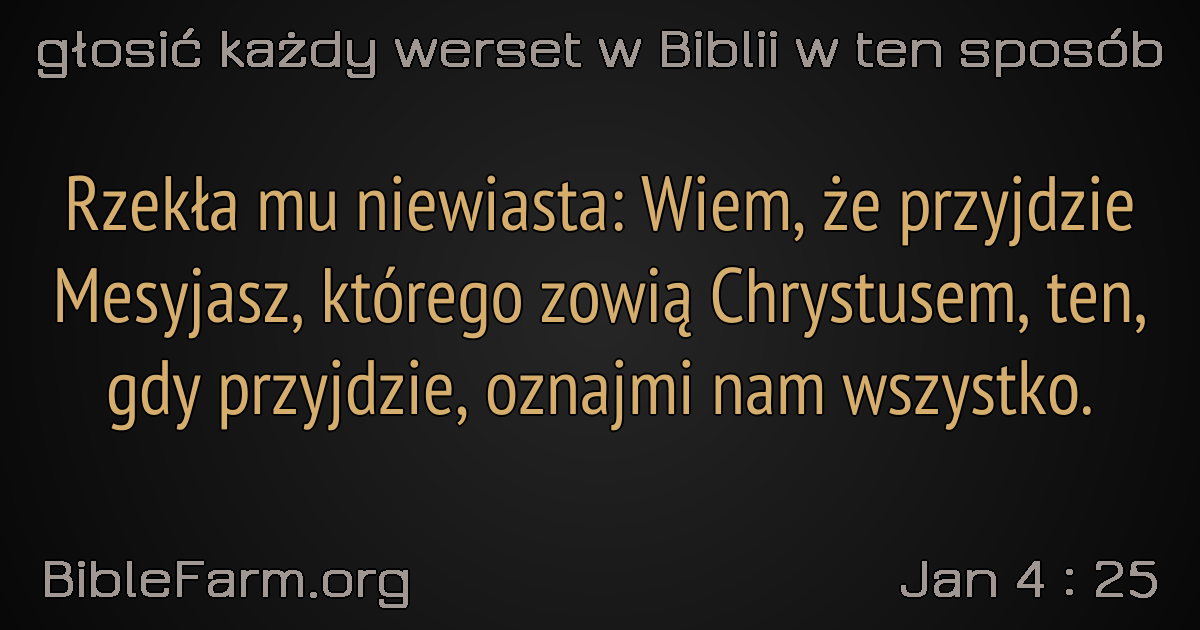 głosić każdy werset w Biblii w ten sposób
Rzekła mu niewiasta: Wiem, że przyjdzie
Mesyjasz, którego zowią Chrystusem, ten,
gdy przyjdzie, oznajmi nam wszystko.
BibleFarm.org
Jan 4 : 25